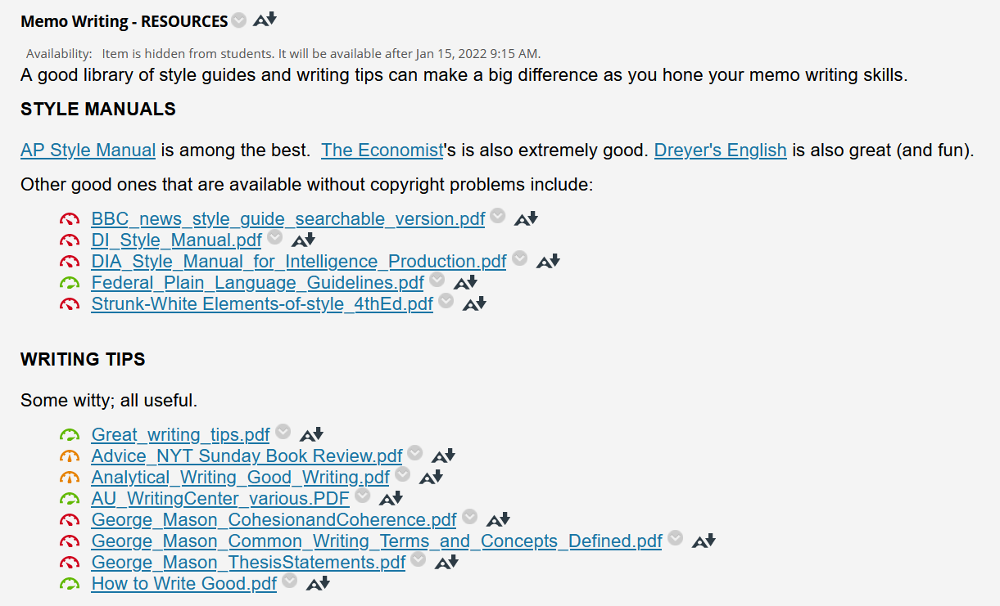 Memo Writing - RESOURCES
Availability: Item is hidden from students. It will be available after Jan 15, 2022 9:15 AM.
A good library of style guides and writing tips can make a big difference as you hone your memo writing skills.
STYLE MANUALS
AP Style Manual is among the best. The Economist's is also extremely good. Dreyer's English is also great (and fun).
Other good ones that are available without copyright problems include:
BBC_news_style_guide_searchable_version.pdf
DI_Style_Manual.pdf
DIA_Style_Manual_for_Intelligence_Production.pdf
Federal_Plain_Language_Guidelines.pdf
Strunk-White Elements-of-style_4thEd.pdf
WRITING TIPS
Some witty; all useful.
Great_writing_tips.pdf
Advice_NYT Sunday Book Review.pdf
Analytical_Writing_Good_Writing.pdf
AU_WritingCenter_various.PDF
George_Mason_CohesionandCoherence.pdf
George_Mason_Common_Writing_Terms_and_Concepts_Defined.pdf
George_Mason_ThesisStatements.pdf
How to Write Good.pdf